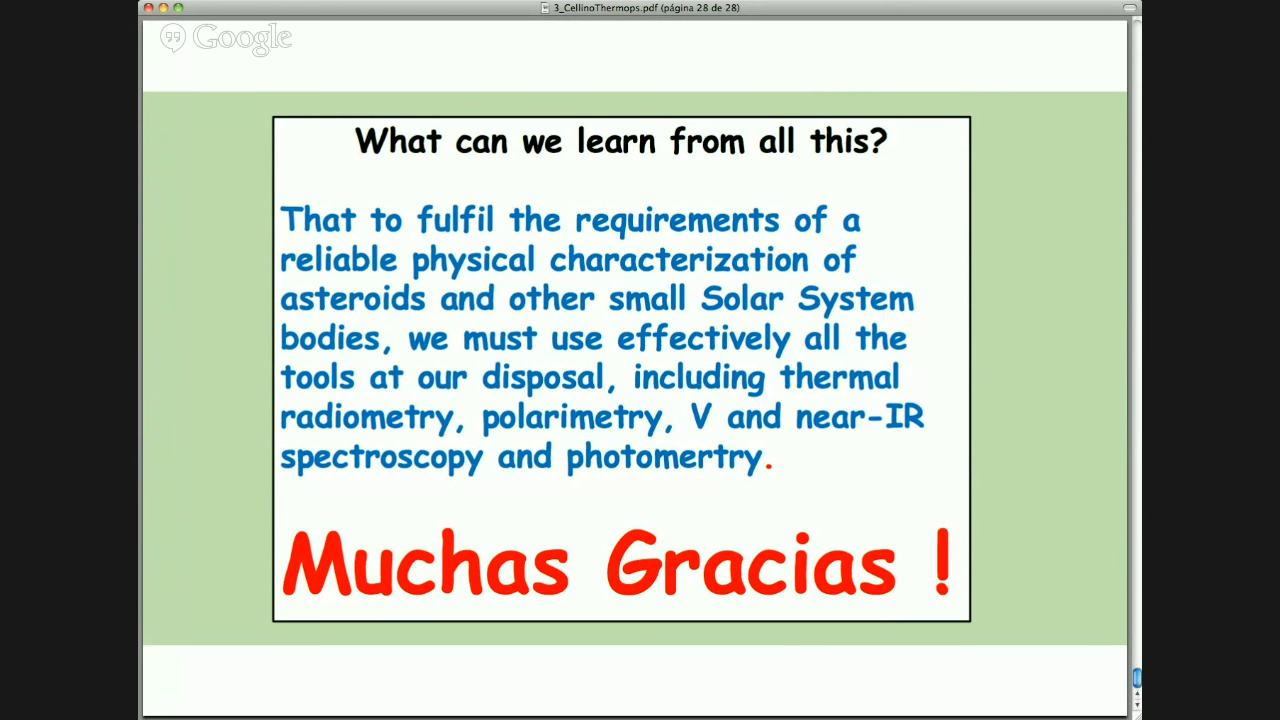 3_CellinoThermops.pdf (página 28 de 28)
Google
What can we learn from all this?
That to fulfil the requirements of a
reliable physical characterization of
asteroids and other small Solar System
bodies, we must use effectively all the
tools at our disposal, including thermal
radiometry, polarimetry, V and near-IR
spectroscopy and photomertry.
Muchas Gracias !